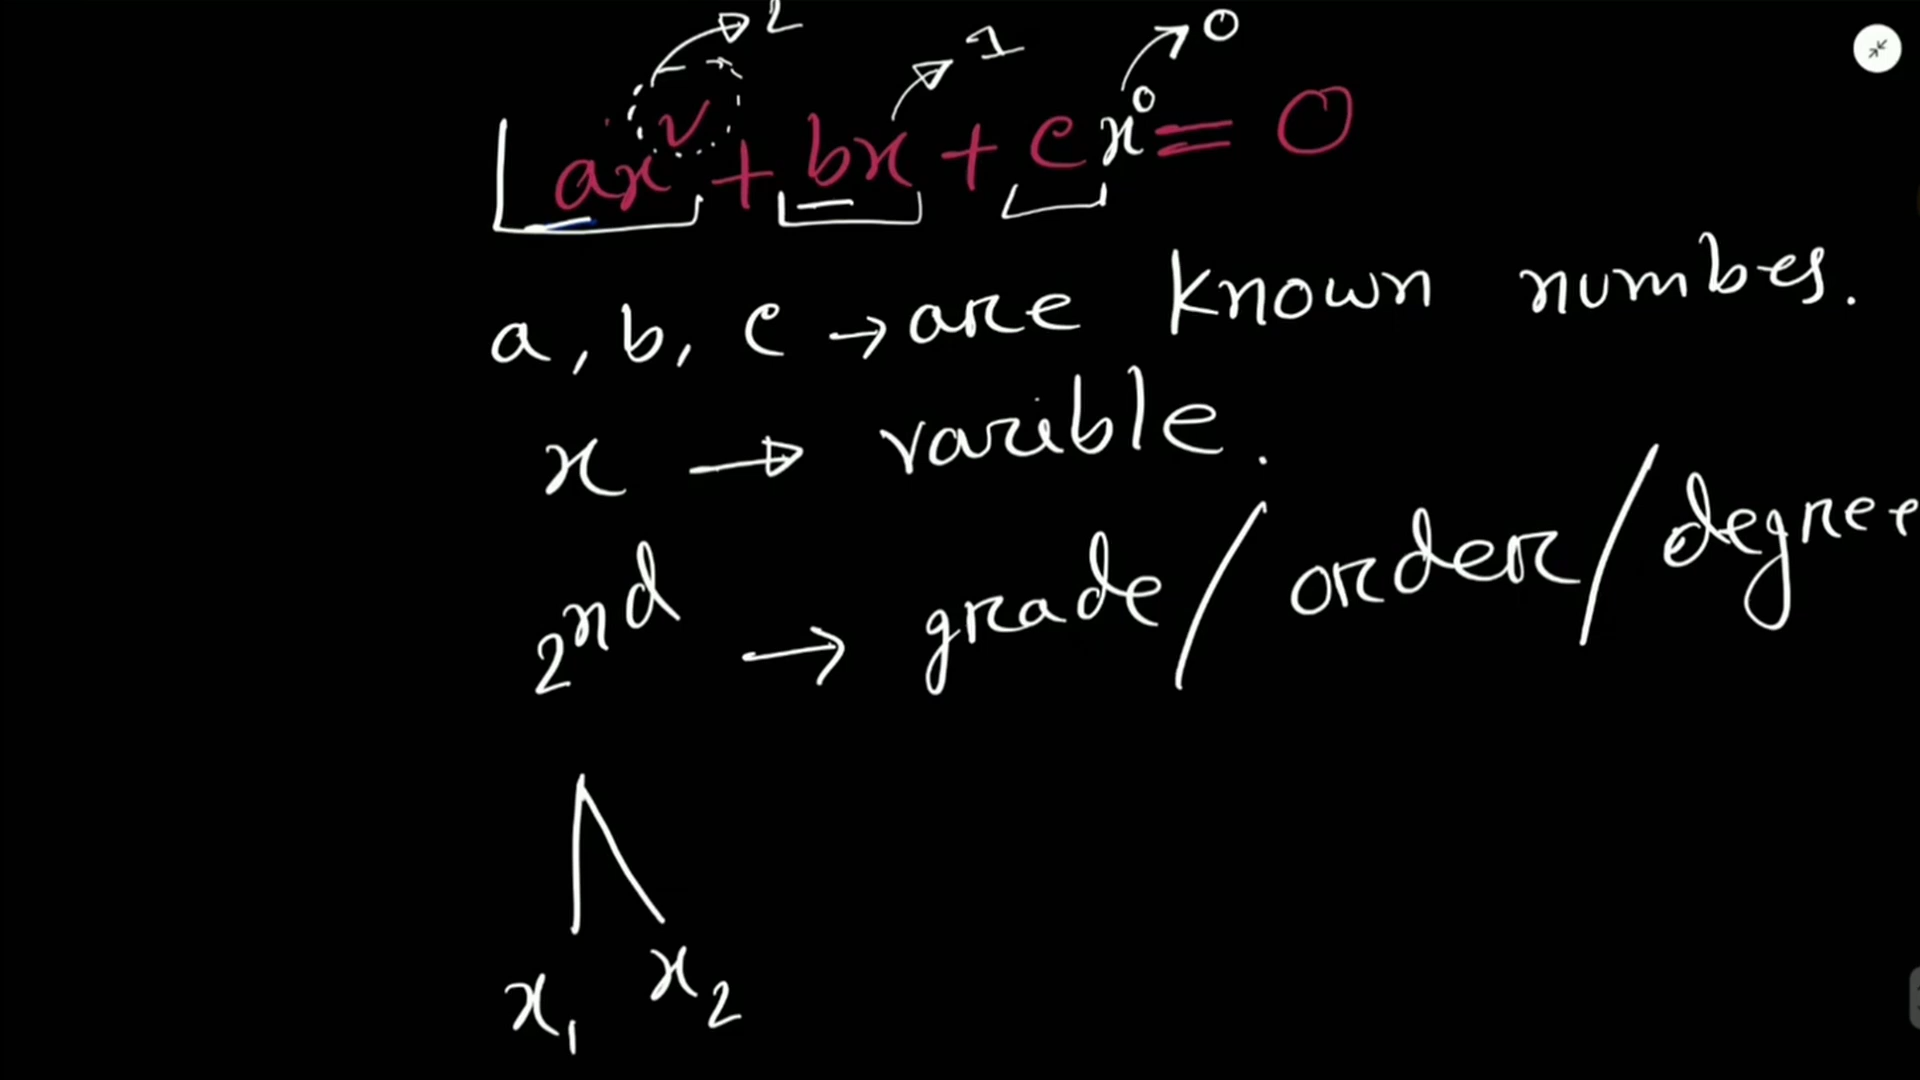 2 1 0
ax² + bx + cx⁰ = 0
a, b, c → are known numbes.
x → varible.
2nd → grade/order/degree
x₁ x₂